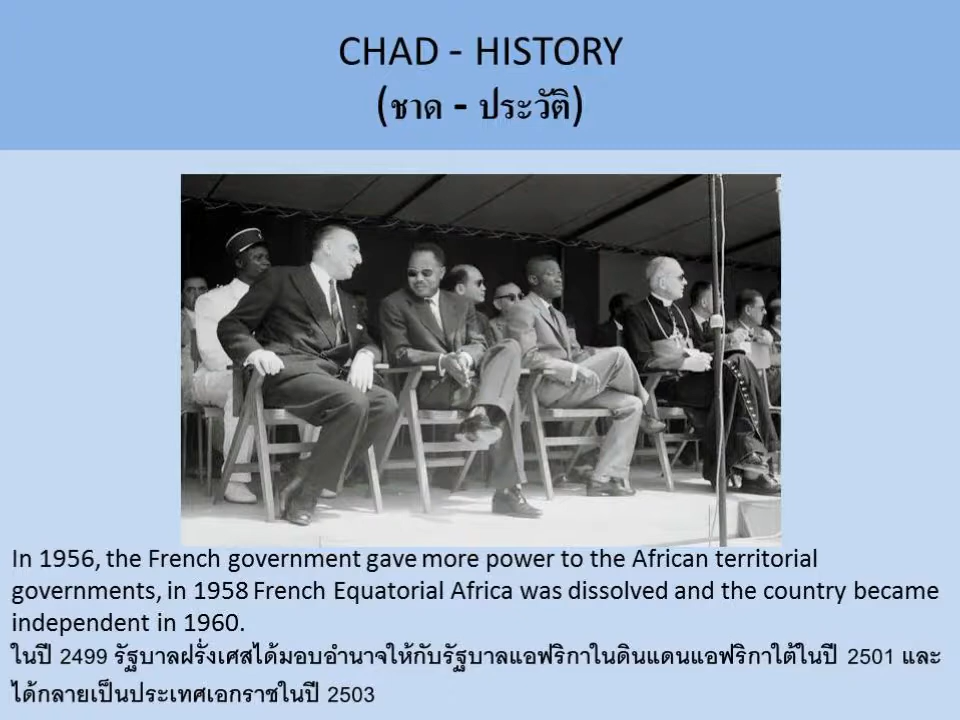 CHAD - HISTORY
(ชาด - ประวัติ)
In 1956, the French government gave more power to the African territorial
governments, in 1958 French Equatorial Africa was dissolved and the country became
independent in 1960.
ในปี 2499 รัฐบาลฝรั่งเศสได้มอบอำนาจให้กับรัฐบาลแอฟริกาในดินแดนแอฟริกาใต้ในปี 2501 และ
ได้กลายเป็นประเทศเอกราชในปี 2503